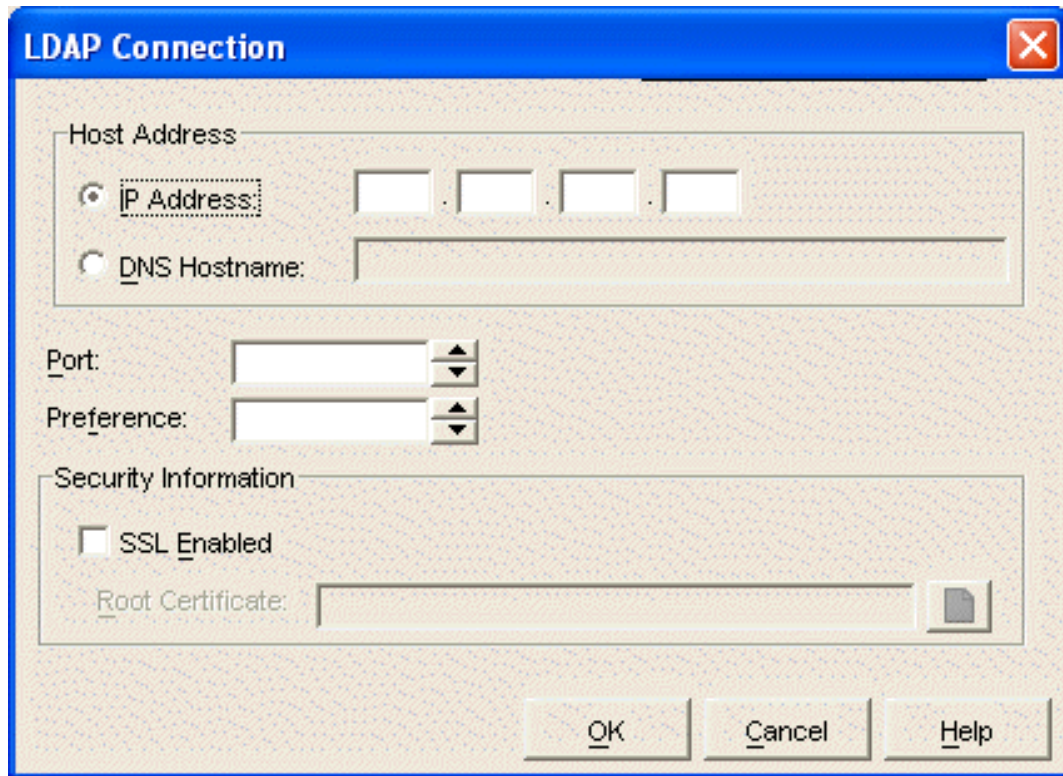 LDAP Connection
Host Address
IP Address:
. . .
DNS Hostname:
Port:
Preference:
Security Information
SSL Enabled
Root Certificate:
OK Cancel Help